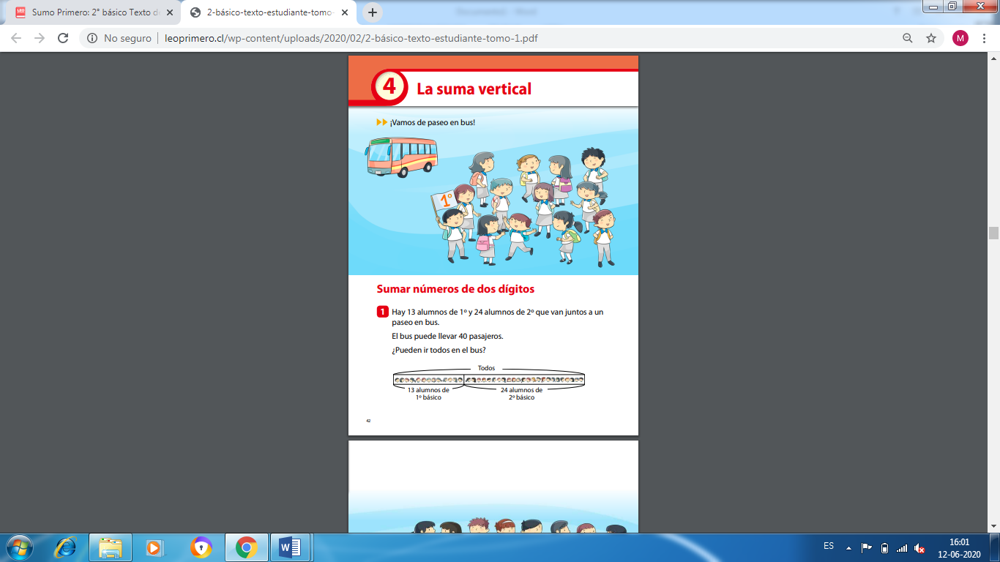 Sumo Primero: 2° básico Texto d
2-básico-texto-estudiante-tomo-
No seguro
leoprimero.cl/wp-content/uploads/2020/02/2-básico-texto-estudiante-tomo-1.pdf
M
4
La suma vertical
¡Vamos de paseo en bus!
1°
Sumar números de dos dígitos
1 Hay 13 alumnos de 1º y 24 alumnos de 2º que van juntos a un
paseo en bus.
El bus puede llevar 40 pasajeros.
¿Pueden ir todos en el bus?
Todos
13 alumnos de
1º básico
24 alumnos de
2º básico
42
ES
16:01
12-06-2020